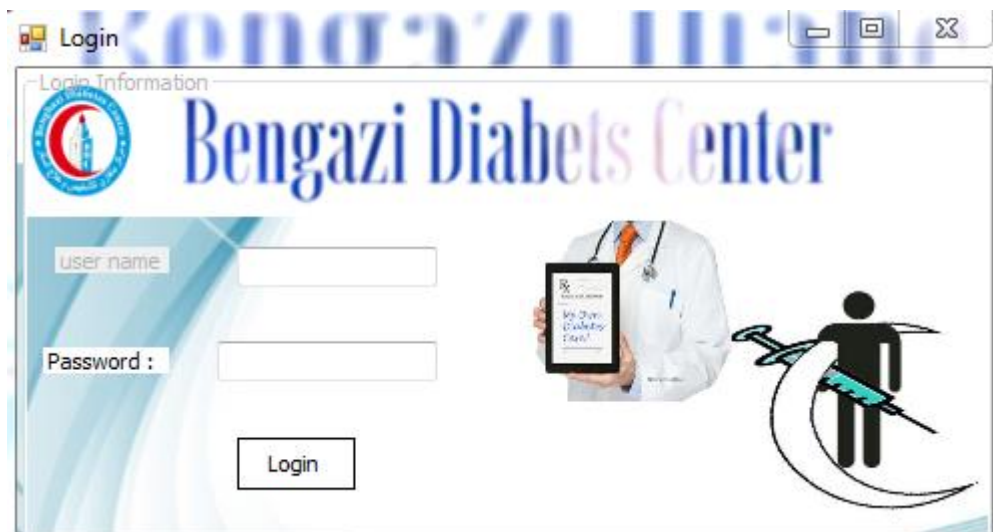 Login
Login Information
Bengazi Diabets Center
user name
Password :
Login